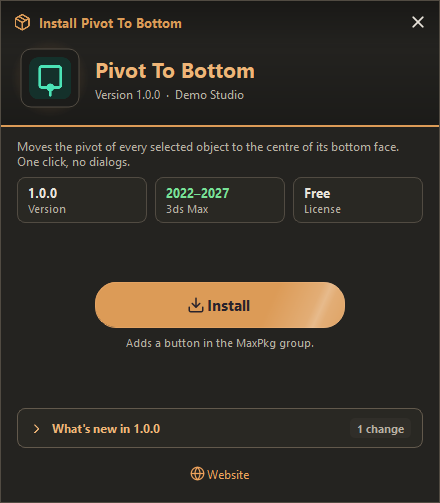 Install Pivot To Bottom
Pivot To Bottom
Version 1.0.0 · Demo Studio
Moves the pivot of every selected object to the centre of its bottom face.
One click, no dialogs.
1.0.0
Version
2022–2027
3ds Max
Free
License
Install
Adds a button in the MaxPkg group.
What's new in 1.0.0
1 change
Website